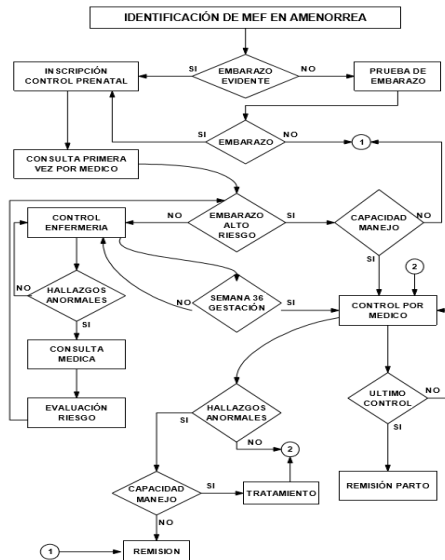 IDENTIFICACIÓN DE MEF EN AMENORREA
INSCRIPCIÓN
CONTROL PRENATAL
SI
EMBARAZO
EVIDENTE
NO
PRUEBA DE
EMBARAZO
SI
EMBARAZO
NO
1
CONSULTA PRIMERA
VEZ POR MEDICO
CONTROL
ENFERMERIA
NO
EMBARAZO
ALTO
RIESGO
SI
CAPACIDAD
MANEJO
NO
SI
2
HALLAZGOS
ANORMALES
NO
SI
NO
SEMANA 36
GESTACIÓN
SI
CONTROL POR
MEDICO
CONSULTA
MEDICA
EVALUACIÓN
RIESGO
HALLAZGOS
ANORMALES
SI
NO
2
ULTIMO
CONTROL
NO
SI
CAPACIDAD
MANEJO
SI
TRATAMIENTO
REMISIÓN PARTO
NO
1
REMISION